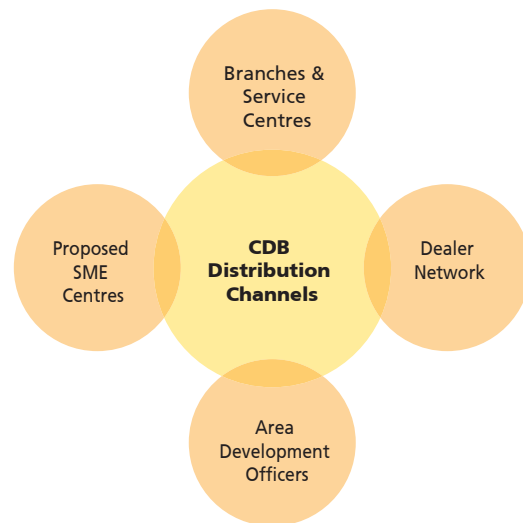 Branches &
Service
Centres
Proposed
SME
Centres
CDB
Distribution
Channels
Dealer
Network
Area
Development
Officers